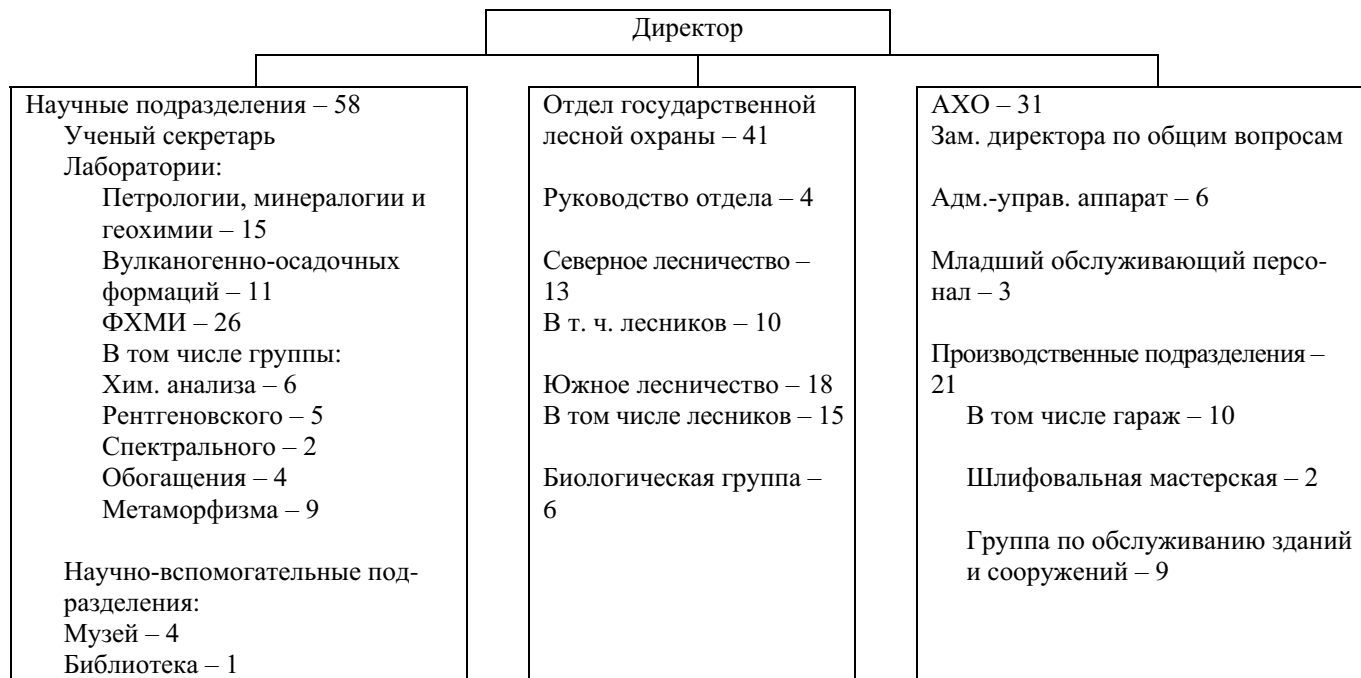 Директор
Научные подразделения – 58
Ученый секретарь
Лаборатории:
Петрологии, минералогии и
геохимии – 15
Вулканогенно-осадочных
формаций – 11
ФХМИ – 26
В том числе группы:
Хим. анализа – 6
Рентгеновского – 5
Спектрального – 2
Обогащения – 4
Метаморфизма – 9
Научно-вспомогательные под-
разделения:
Музей – 4
Библиотека – 1
Отдел государственной
лесной охраны – 41
Руководство отдела – 4
Северное лесничество –
13
В т. ч. лесников – 10
Южное лесничество – 18
В том числе лесников – 15
Биологическая группа –
6
АХО – 31
Зам. директора по общим вопросам
Адм.-управ. аппарат – 6
Младший обслуживающий персо-
нал – 3
Производственные подразделения –
21
В том числе гараж – 10
Шлифовальная мастерская – 2
Группа по обслуживанию зданий
и сооружений – 9